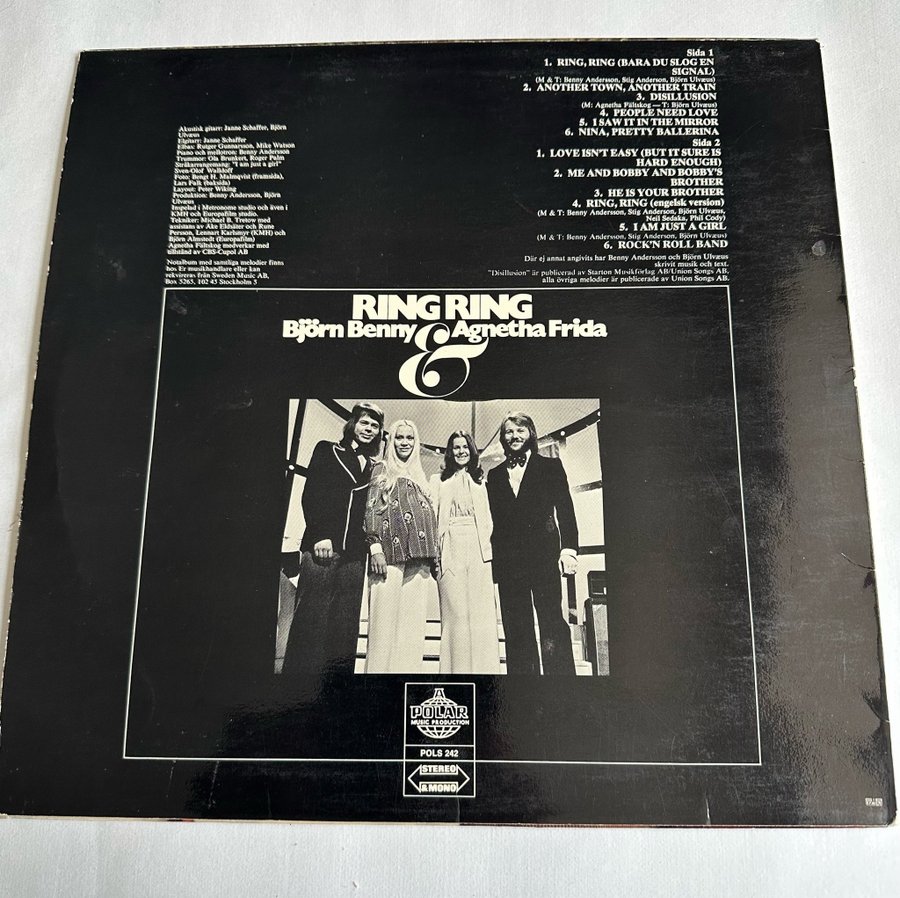 Akustisk gitarr: Janne Schaffer, Björn
Ulvæus
Elgitarr: Janne Schaffer
Elbas: Rutger Gunnarsson, Mike Watson
Piano och mellotron: Benny Andersson
Trummor: Ola Brunkert, Roger Palm
Stråkarrangemang: "I am just a girl"
Sven-Olof Walldoff
Foto: Bengt H. Malmqvist (framsida),
Lars Falk (baksida)
Layout: Peter Wiking
Produktion: Benny Andersson, Björn
Ulvæus
Inspelad i Metronome studio och även i
KMH och Europafilm studio.
Tekniker: Michael B. Tretow med
assistans av Åke Eldsäter och Rune
Persson, Lennart Karlsmyr (KMH) och
Björn Almstedt (Europafilm)
Agnetha Fältskog medverkar med
tillstånd av CBS-Cupol AB
Notalbum med samtliga melodier finns
hos Er musikhandlare eller kan
rekvireras från Sweden Music AB,
Box 5265, 102 45 Stockholm 5
Sida 1
1. RING, RING (BARA DU SLOG EN
SIGNAL)
(M & T: Benny Andersson, Stig Anderson, Björn Ulvæus)
2. ANOTHER TOWN, ANOTHER TRAIN
3. DISILLUSION
(M: Agnetha Fältskog — T: Björn Ulvæus)
4. PEOPLE NEED LOVE
5. I SAW IT IN THE MIRROR
6. NINA, PRETTY BALLERINA
Sida 2
1. LOVE ISN'T EASY (BUT IT SURE IS
HARD ENOUGH)
2. ME AND BOBBY AND BOBBY'S
BROTHER
3. HE IS YOUR BROTHER
4. RING, RING (engelsk version)
(M & T: Benny Andersson, Stig Anderson, Björn Ulvæus,
Neil Sedaka, Phil Cody)
5. I AM JUST A GIRL
(M & T: Benny Andersson, Stig Anderson, Björn Ulvæus)
6. ROCK'N ROLL BAND
Där ej annat angivits har Benny Andersson och Björn Ulvæus
skrivit musik och text.
"Disillusion" är publicerad av Starton Musikförlag AB/Union Songs AB,
alla övriga melodier är publicerade av Union Songs AB.
RING RING
Björn Benny & Agnetha Frida
A
POLAR
MUSIC PRODUCTION
POLS 242
STEREO
& MONO